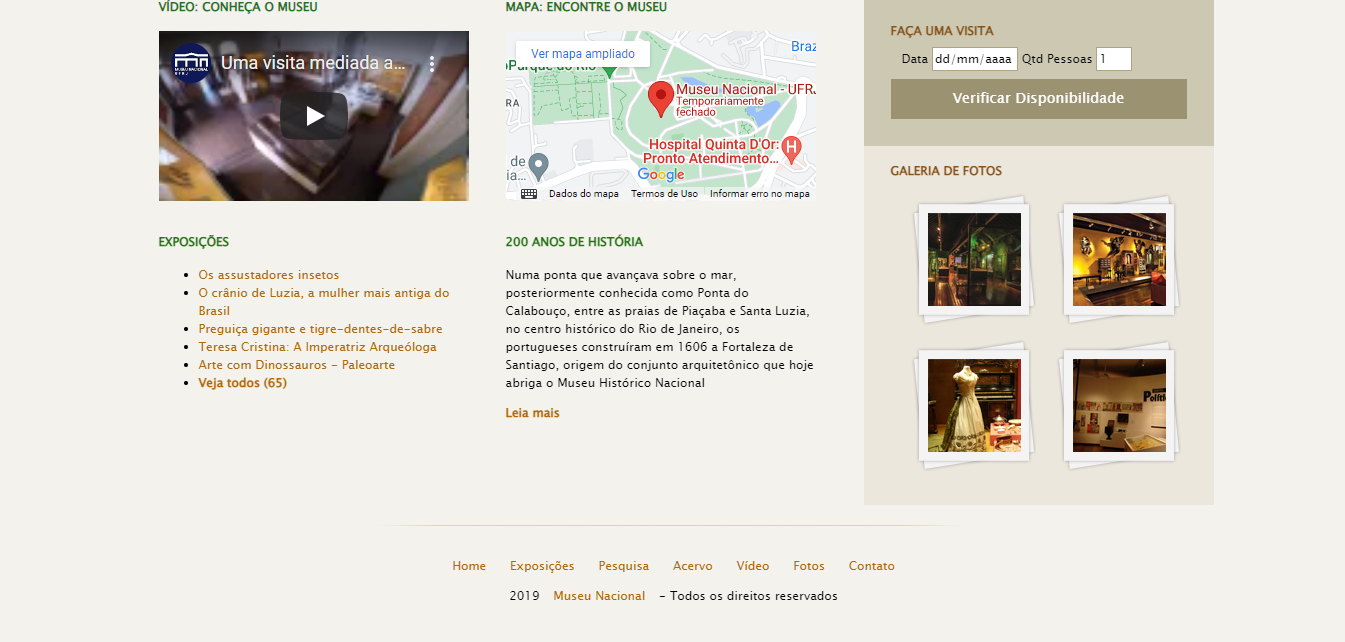 VÍDEO: CONHEÇA O MUSEU
MUSEU NACIONAL
UFRJ
Uma visita mediada a...
EXPOSIÇÕES
Os assustadores insetos
O crânio de Luzia, a mulher mais antiga do
Brasil
Preguiça gigante e tigre-dentes-de-sabre
Teresa Cristina: A Imperatriz Arqueóloga
Arte com Dinossauros - Paleoarte
Veja todos (65)
MAPA: ENCONTRE O MUSEU
Ver mapa ampliado
Braz
Parque do Rio
RA
Museu Nacional - UFRJ
Temporariamente
fechado
Hospital Quinta D'Or:
Pronto Atendimento...
H
de
ia...
Google
Dados do mapa
Termos de Uso
Informar erro no mapa
200 ANOS DE HISTÓRIA
Numa ponta que avançava sobre o mar,
posteriormente conhecida como Ponta do
Calabouço, entre as praias de Piaçaba e Santa Luzia,
no centro histórico do Rio de Janeiro, os
portugueses construíram em 1606 a Fortaleza de
Santiago, origem do conjunto arquitetônico que hoje
abriga o Museu Histórico Nacional
Leia mais
FAÇA UMA VISITA
Data dd/mm/aaaa Qtd Pessoas 1
Verificar Disponibilidade
GALERIA DE FOTOS
Home Exposições Pesquisa Acervo Vídeo Fotos Contato
2019 Museu Nacional - Todos os direitos reservados